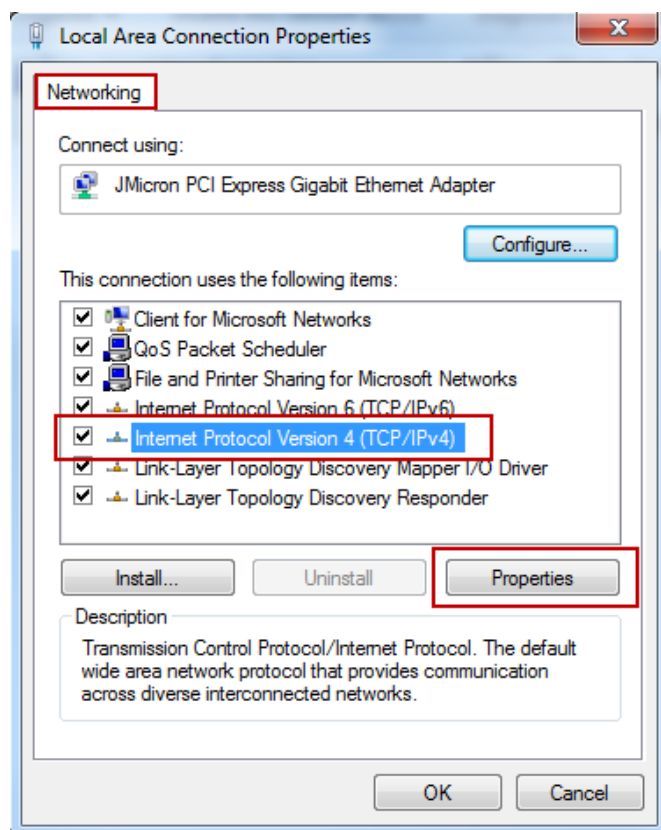 Local Area Connection Properties
Networking
Connect using:
JMicron PCI Express Gigabit Ethernet Adapter
Configure...
This connection uses the following items:
Client for Microsoft Networks
QoS Packet Scheduler
File and Printer Sharing for Microsoft Networks
Internet Protocol Version 6 (TCP/IPv6)
Internet Protocol Version 4 (TCP/IPv4)
Link-Layer Topology Discovery Mapper I/O Driver
Link-Layer Topology Discovery Responder
Install... Uninstall Properties
Description
Transmission Control Protocol/Internet Protocol. The default
wide area network protocol that provides communication
across diverse interconnected networks.
OK Cancel